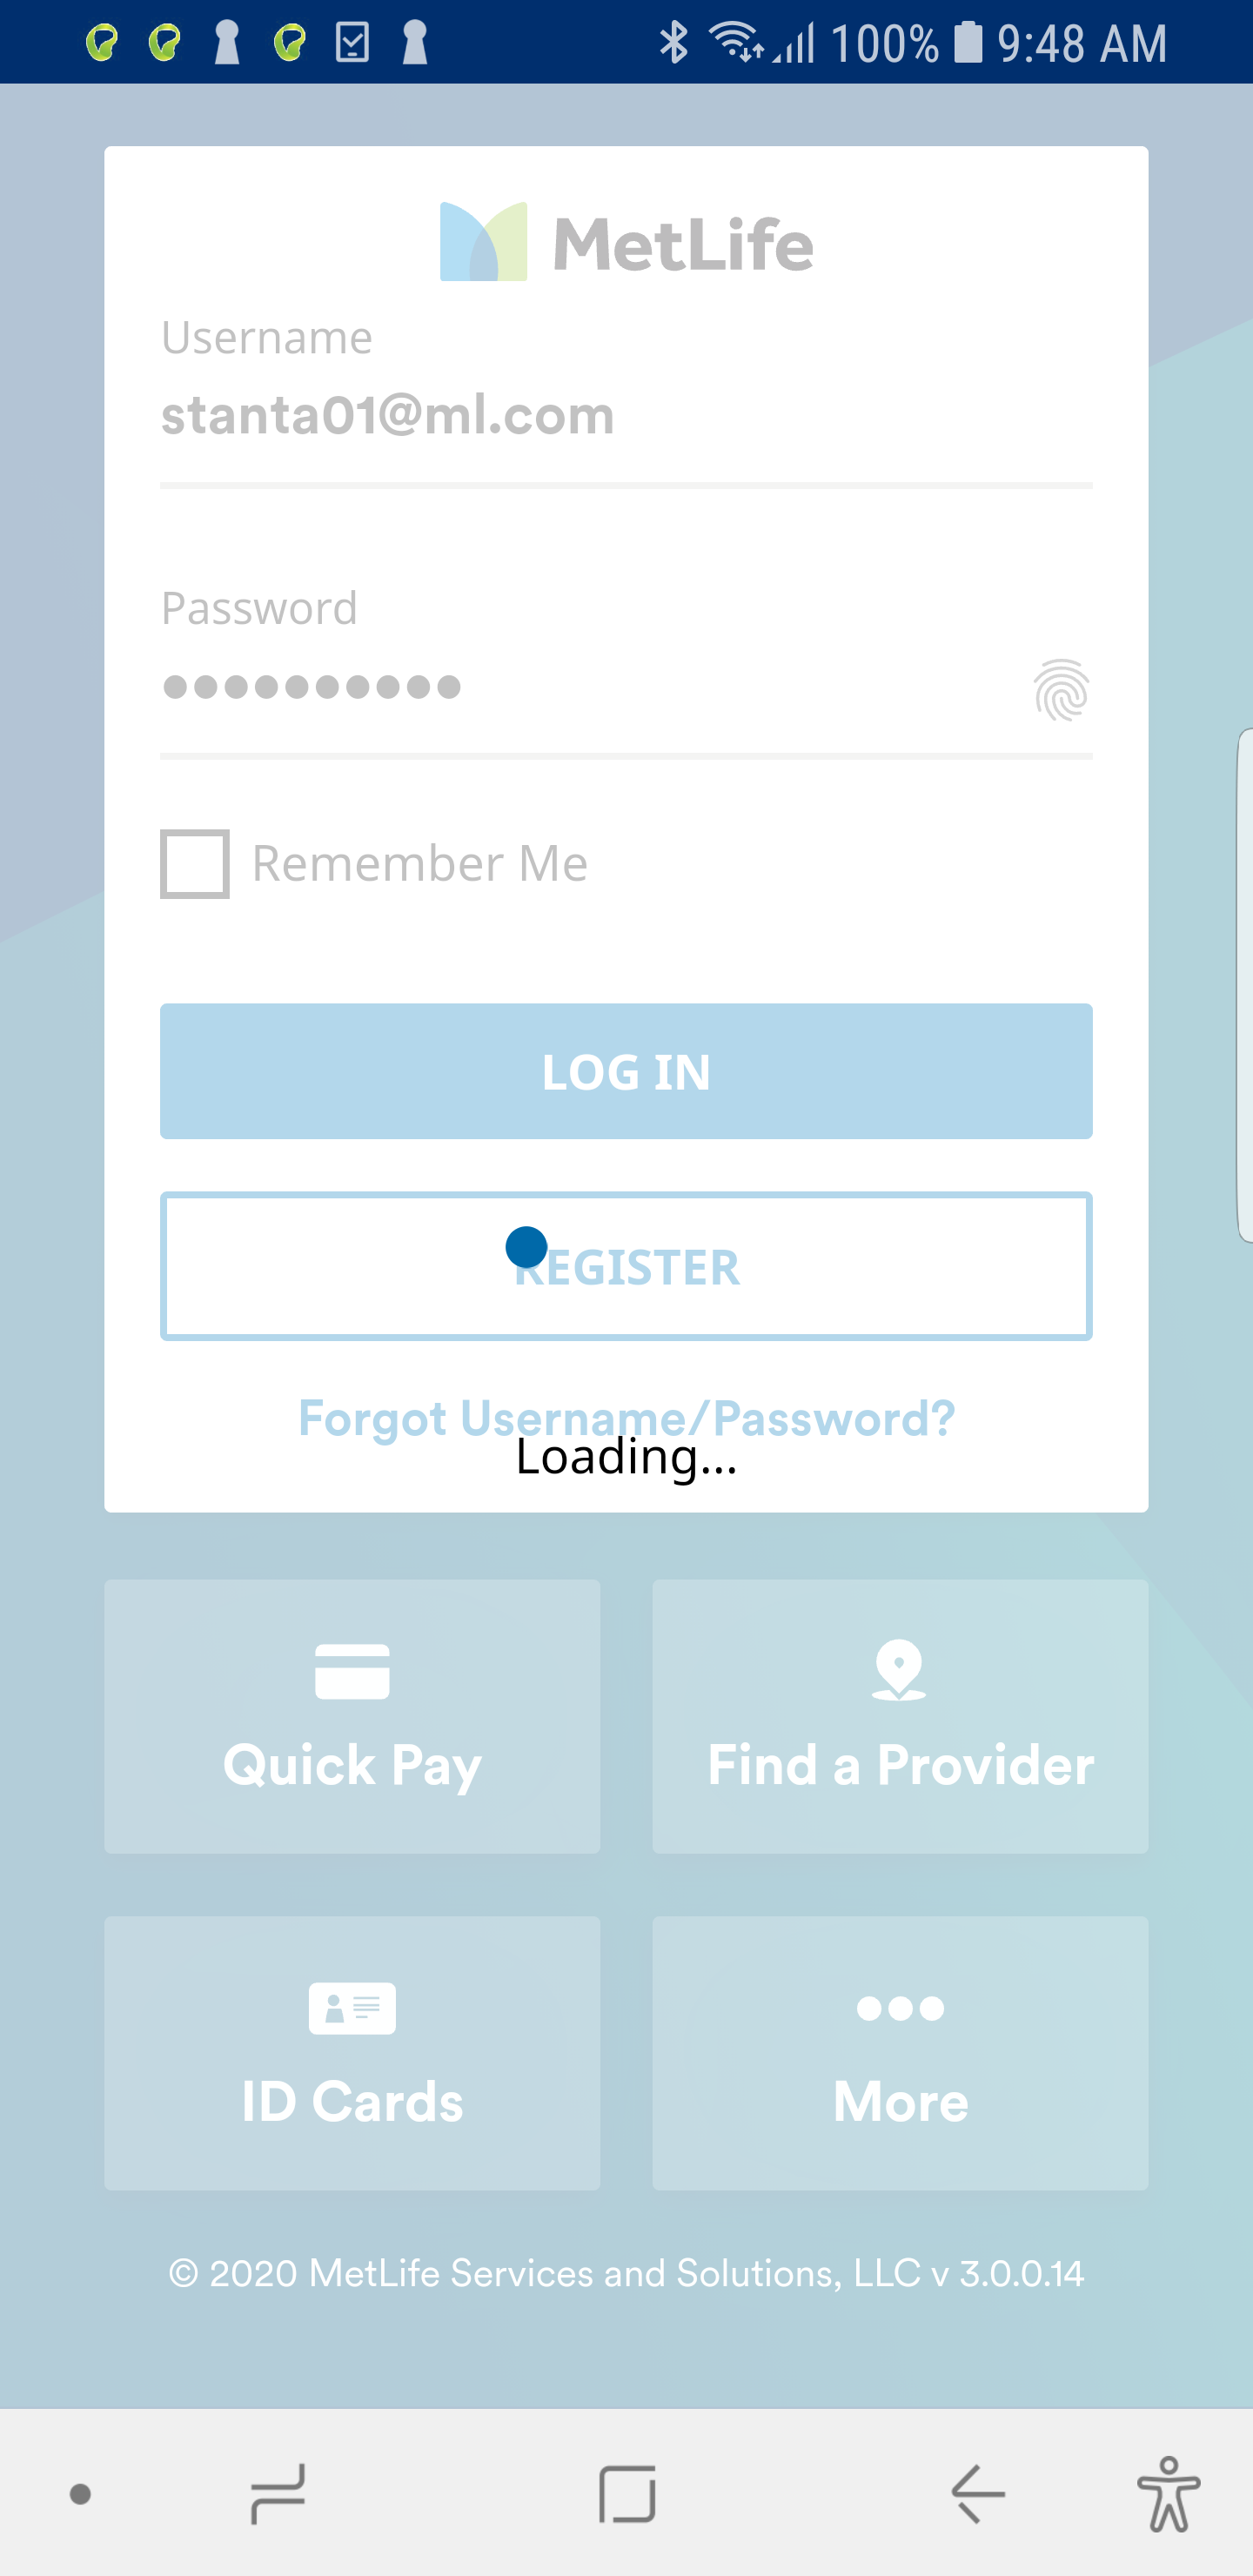 100% 9:48 AM
MetLife
Username
stanta01@ml.com
Password
Remember Me
LOG IN
REGISTER
Forgot Username/Password?
Loading...
Quick Pay
Find a Provider
ID Cards
More
© 2020 MetLife Services and Solutions, LLC v 3.0.0.14